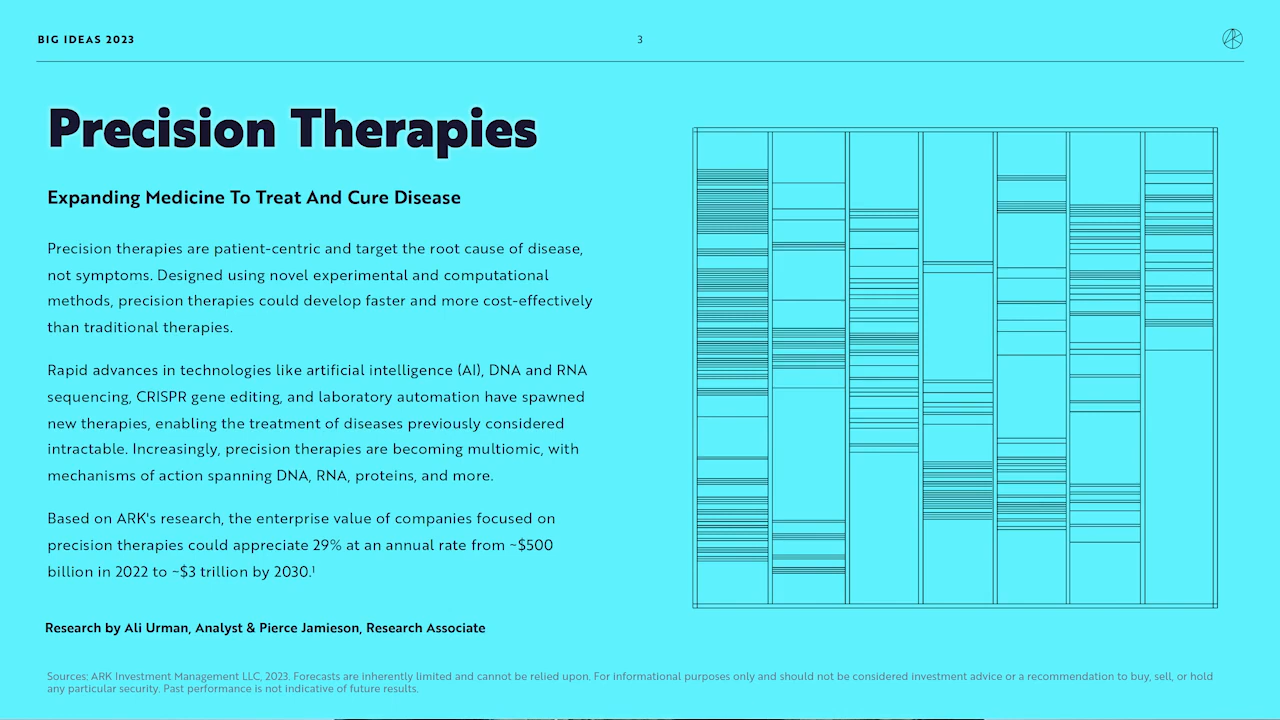 BIG IDEAS 2023
3
Precision Therapies
Expanding Medicine To Treat And Cure Disease
Precision therapies are patient-centric and target the root cause of disease,
not symptoms. Designed using novel experimental and computational
methods, precision therapies could develop faster and more cost-effectively
than traditional therapies.
Rapid advances in technologies like artificial intelligence (AI), DNA and RNA
sequencing, CRISPR gene editing, and laboratory automation have spawned
new therapies, enabling the treatment of diseases previously considered
intractable. Increasingly, precision therapies are becoming multiomic, with
mechanisms of action spanning DNA, RNA, proteins, and more.
Based on ARK's research, the enterprise value of companies focused on
precision therapies could appreciate 29% at an annual rate from ~$500
billion in 2022 to ~$3 trillion by 2030.¹
Research by Ali Urman, Analyst & Pierce Jamieson, Research Associate
Sources: ARK Investment Management LLC, 2023. Forecasts are inherently limited and cannot be relied upon. For informational purposes only and should not be considered investment advice or a recommendation to buy, sell, or hold
any particular security. Past performance is not indicative of future results.